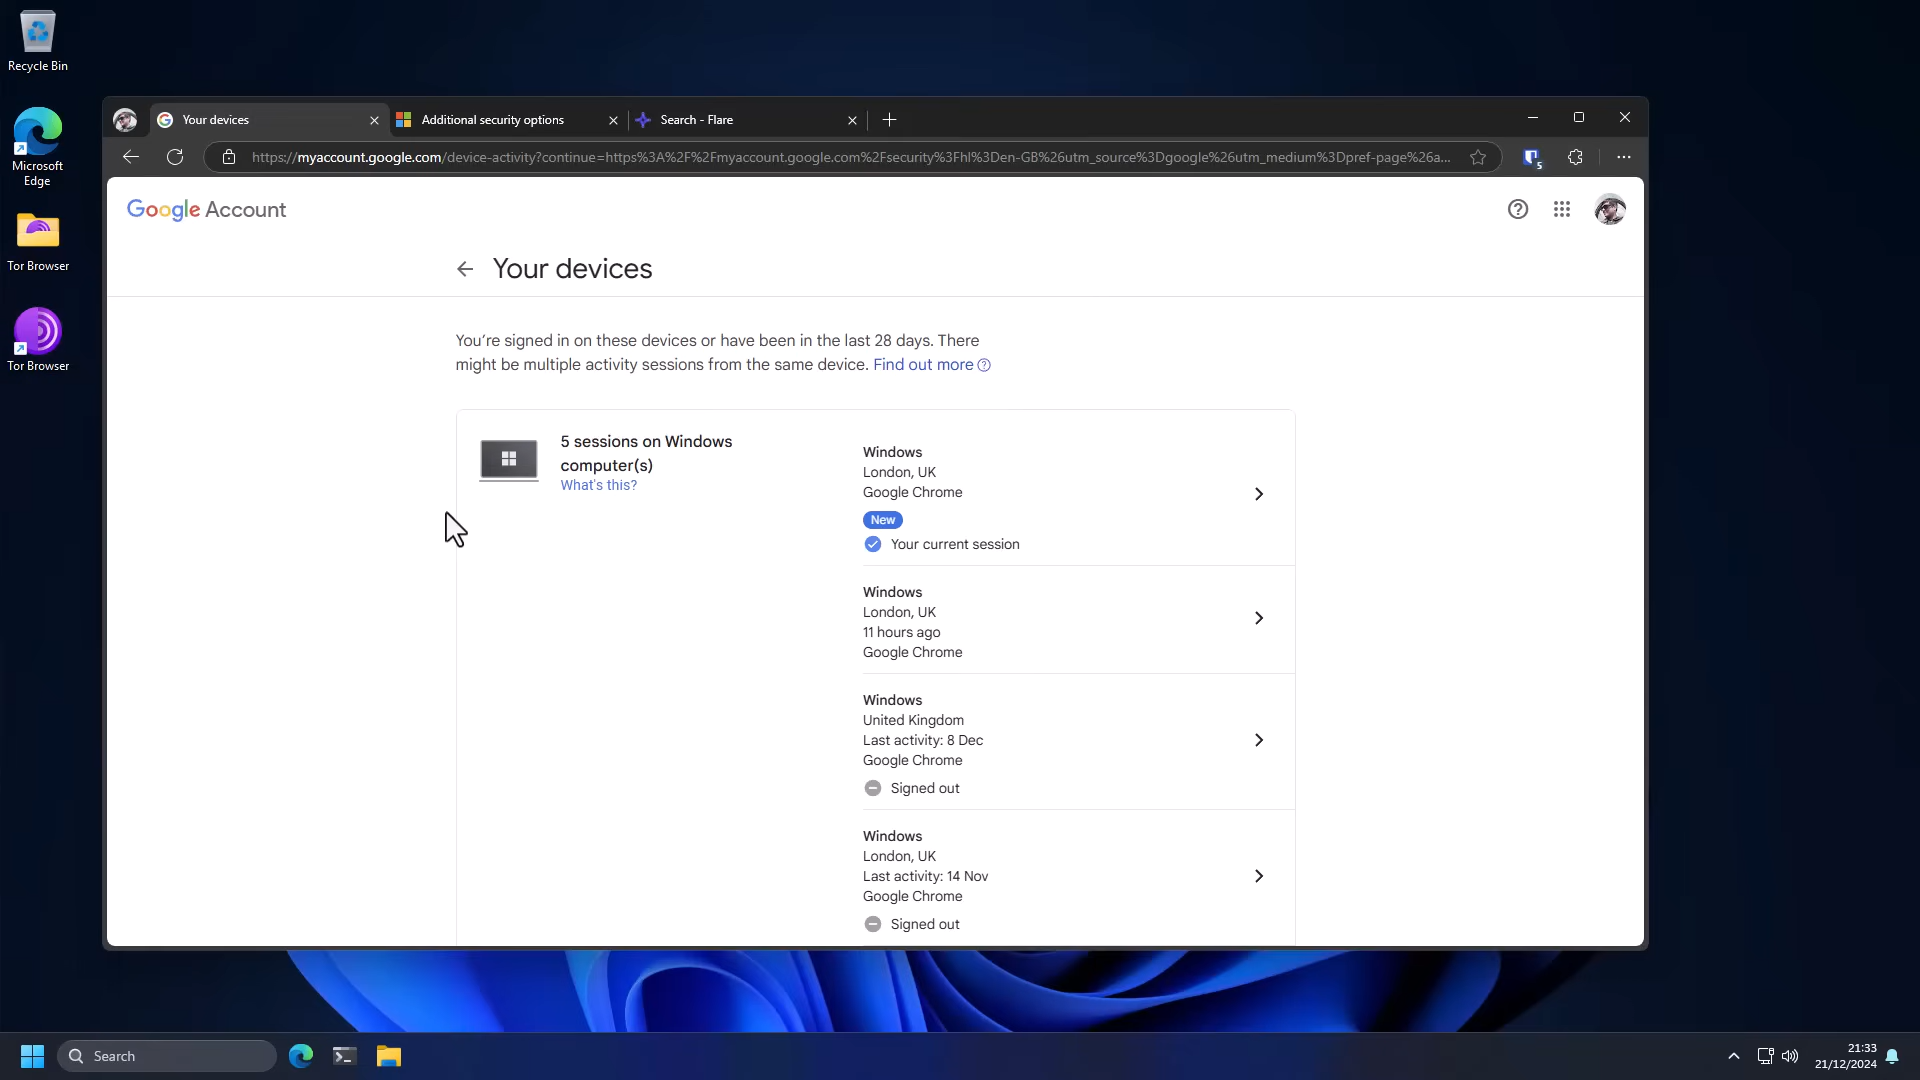 Recycle Bin
Microsoft
Edge
Tor Browser
Tor Browser
Your devices
Additional security options
Search - Flare
https://myaccount.google.com/device-activity?continue=https%3A%2F%2Fmyaccount.google.com%2Fsecurity%3Fhl%3Den-GB%26utm_source%3Dgoogle%26utm_medium%3Dpref-page%26a...
5
Google Account
Your devices
You're signed in on these devices or have been in the last 28 days. There
might be multiple activity sessions from the same device. Find out more
5 sessions on Windows
computer(s)
What's this?
Windows
London, UK
Google Chrome
New
Your current session
Windows
London, UK
11 hours ago
Google Chrome
Windows
United Kingdom
Last activity: 8 Dec
Google Chrome
Signed out
Windows
London, UK
Last activity: 14 Nov
Google Chrome
Signed out
Search
21:33
21/12/2024